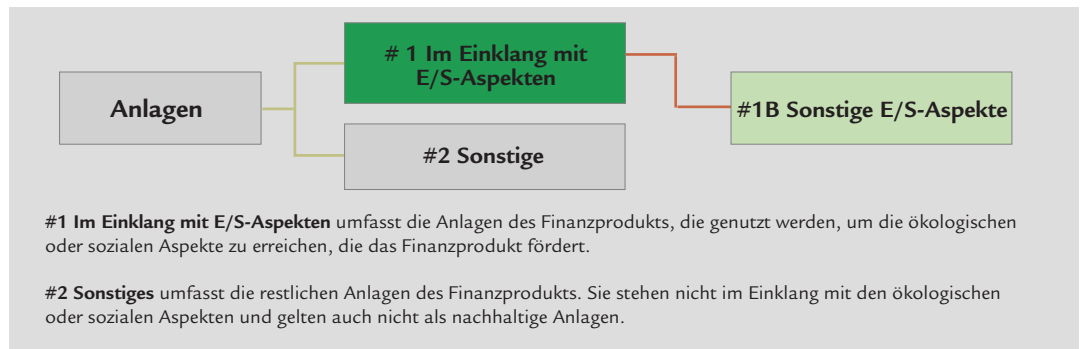 # 1 Im Einklang mit
E/S-Aspekten
Anlagen
#1B Sonstige E/S-Aspekte
#2 Sonstige
#1 Im Einklang mit E/S-Aspekten umfasst die Anlagen des Finanzprodukts, die genutzt werden, um die ökologischen
oder sozialen Aspekte zu erreichen, die das Finanzprodukt fördert.
#2 Sonstiges umfasst die restlichen Anlagen des Finanzprodukts. Sie stehen nicht im Einklang mit den ökologischen
oder sozialen Aspekten und gelten auch nicht als nachhaltige Anlagen.